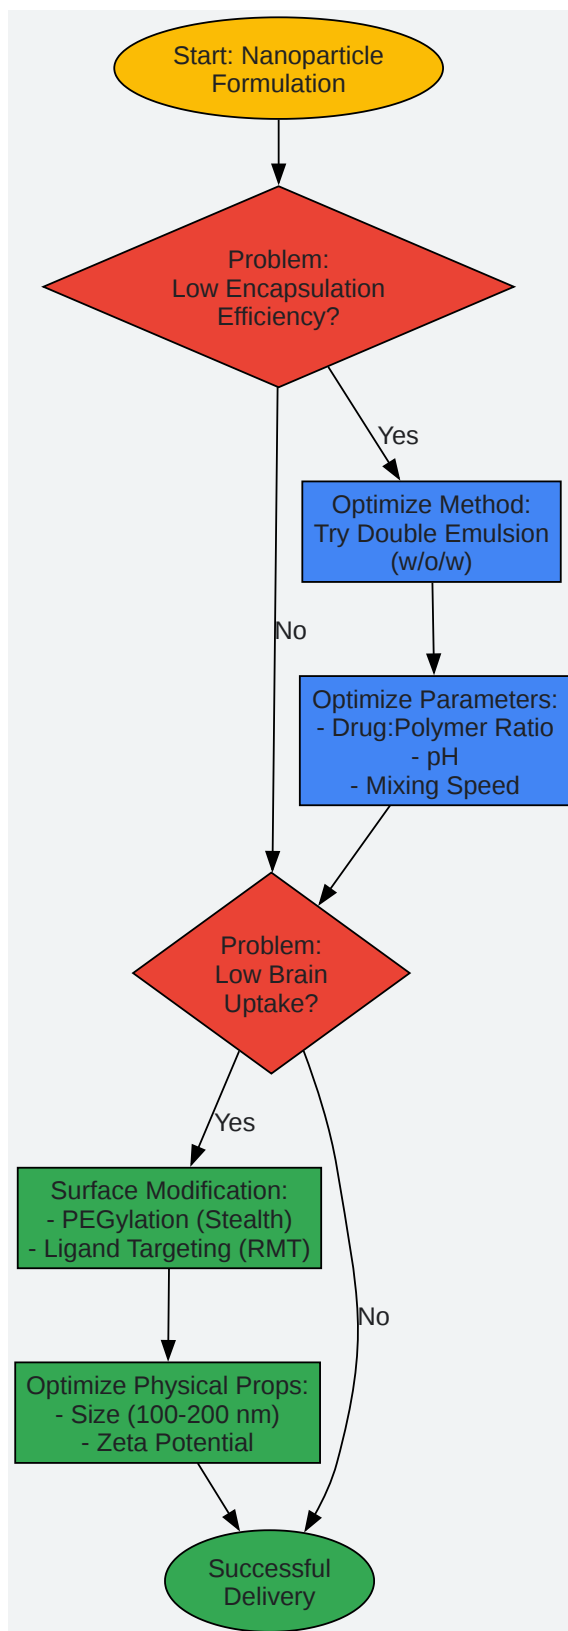 Start: Nanoparticle
Formulation
Problem:
Low Encapsulation
Efficiency?
Yes
Optimize Method:
Try Double Emulsion
(w/o/w)
No
Optimize Parameters:
- Drug:Polymer Ratio
- pH
- Mixing Speed
Problem:
Low Brain
Uptake?
Yes
Surface Modification:
- PEGylation (Stealth)
- Ligand Targeting (RMT)
No
Optimize Physical Props:
- Size (100-200 nm)
- Zeta Potential
Successful
Delivery